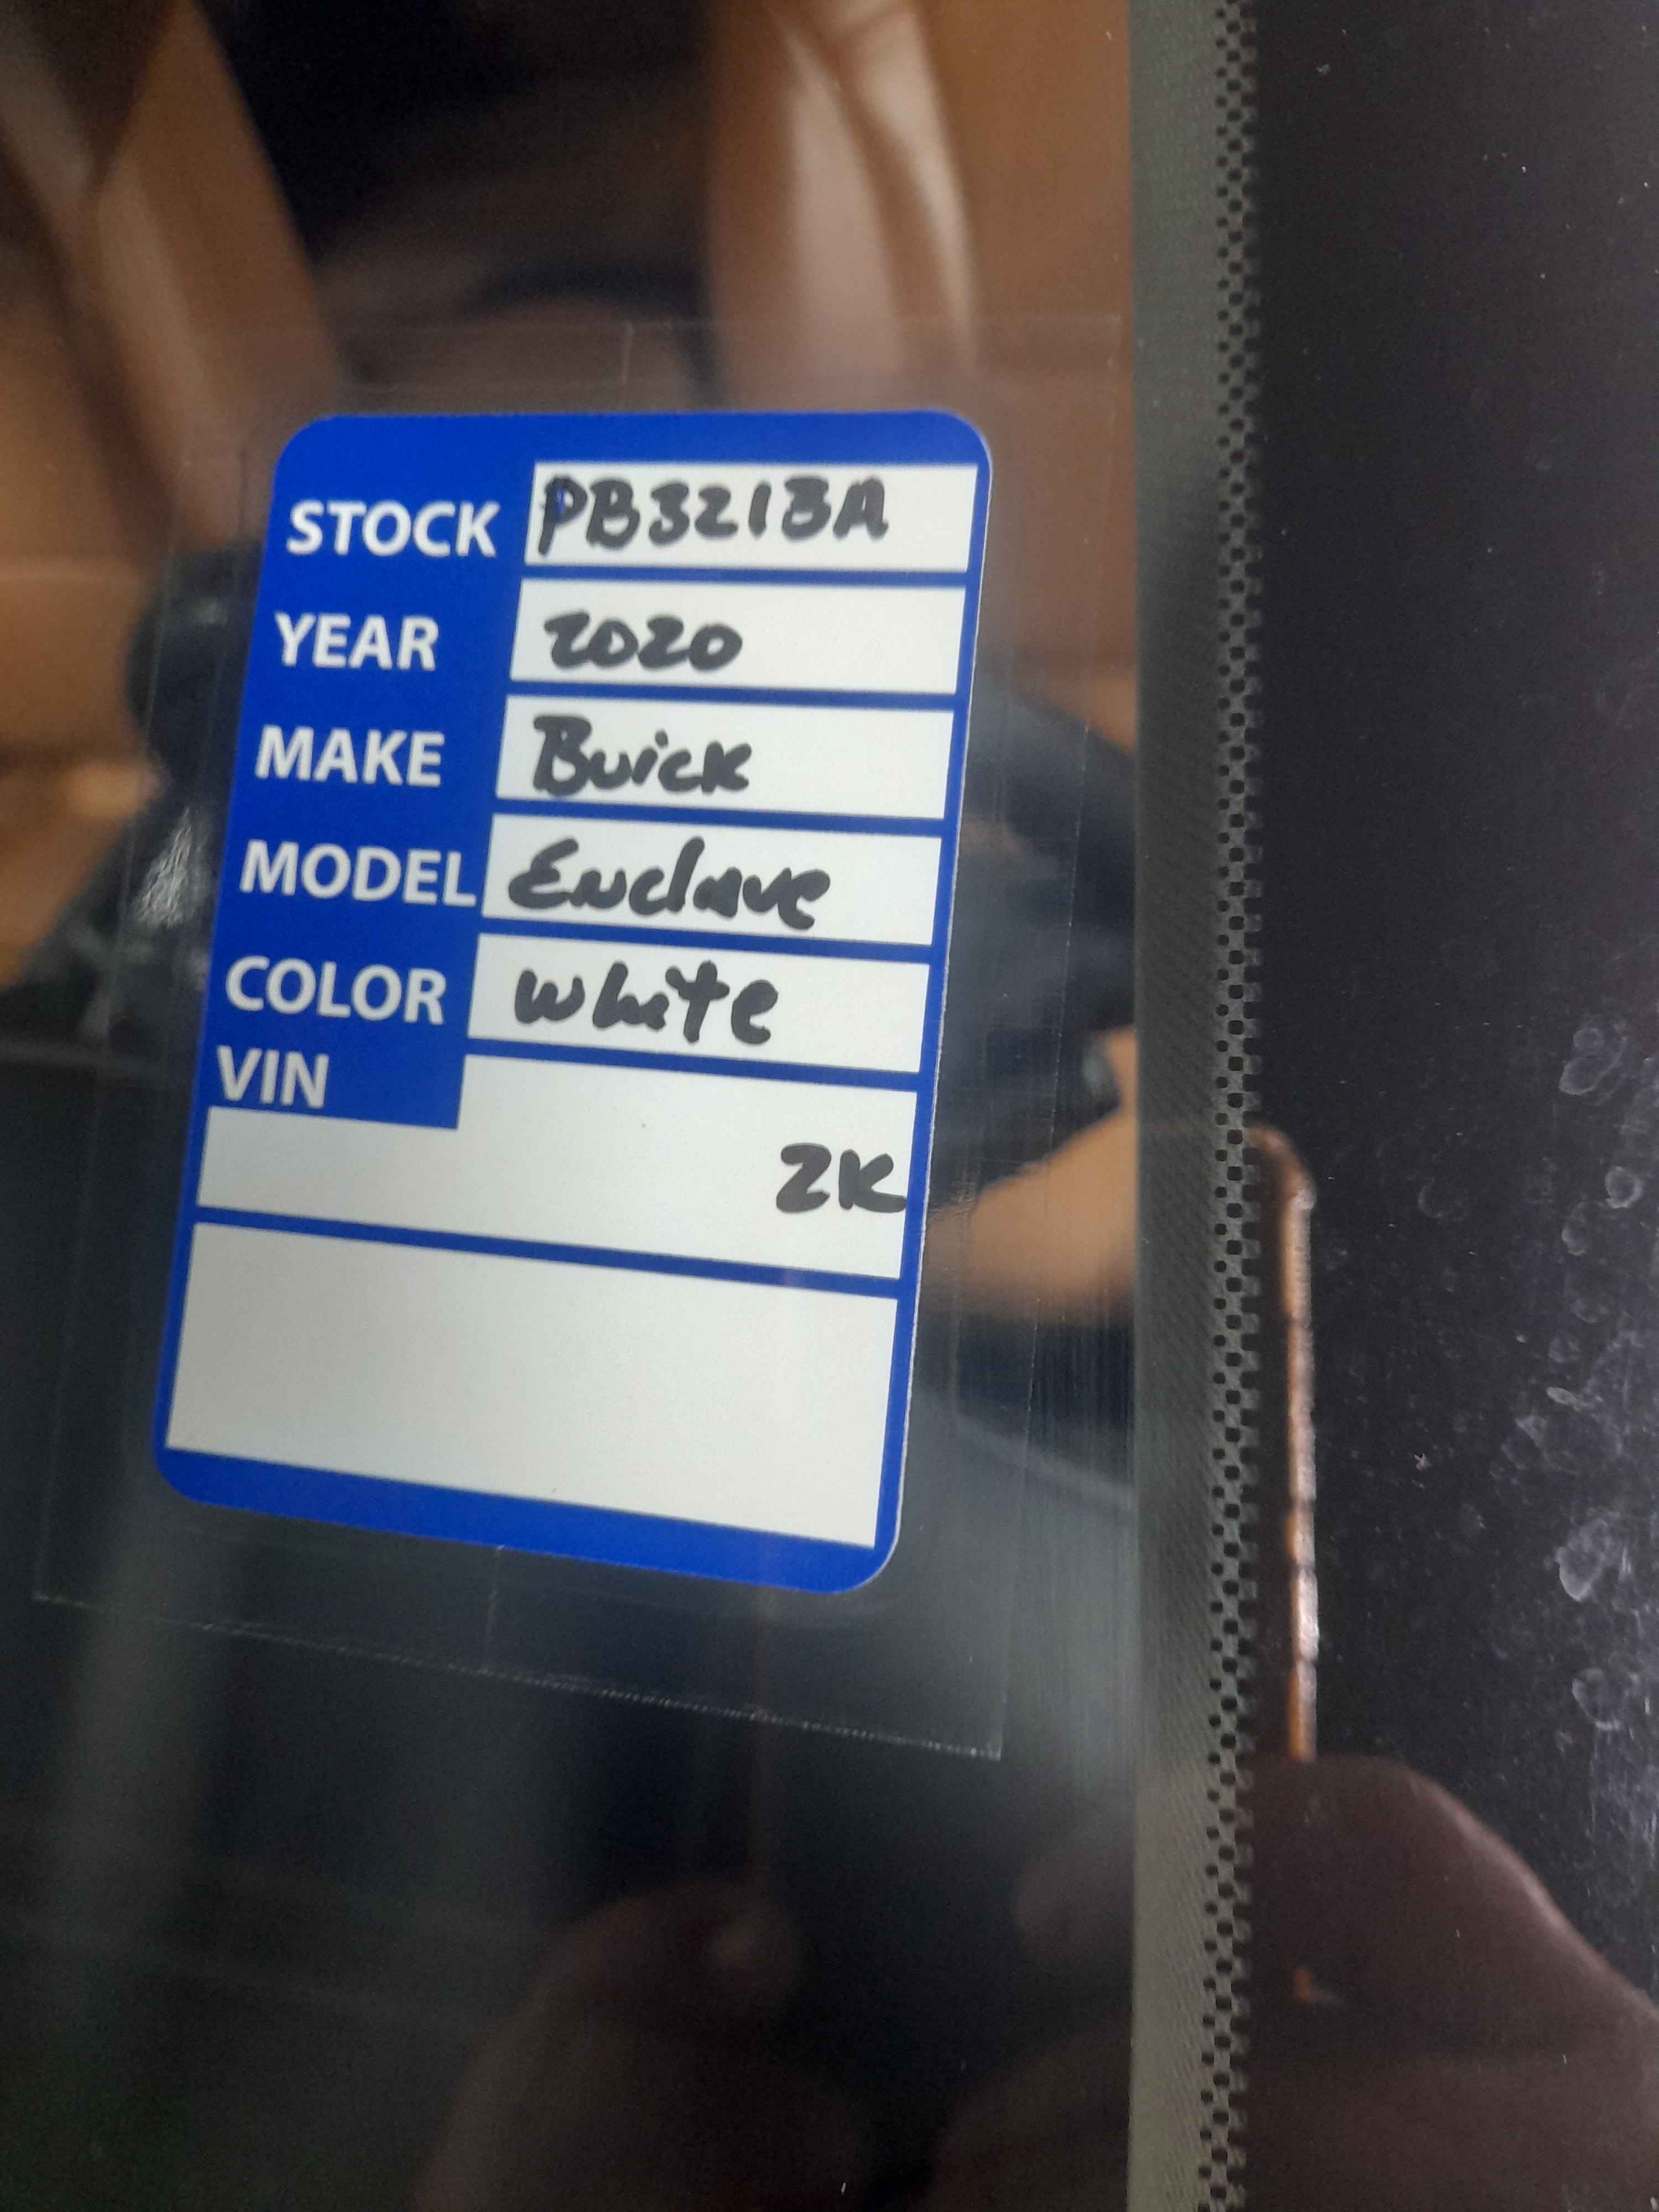 STOCK PB3213A
YEAR 2020
MAKE Buick
MODEL Enclave
COLOR White
VIN
2K